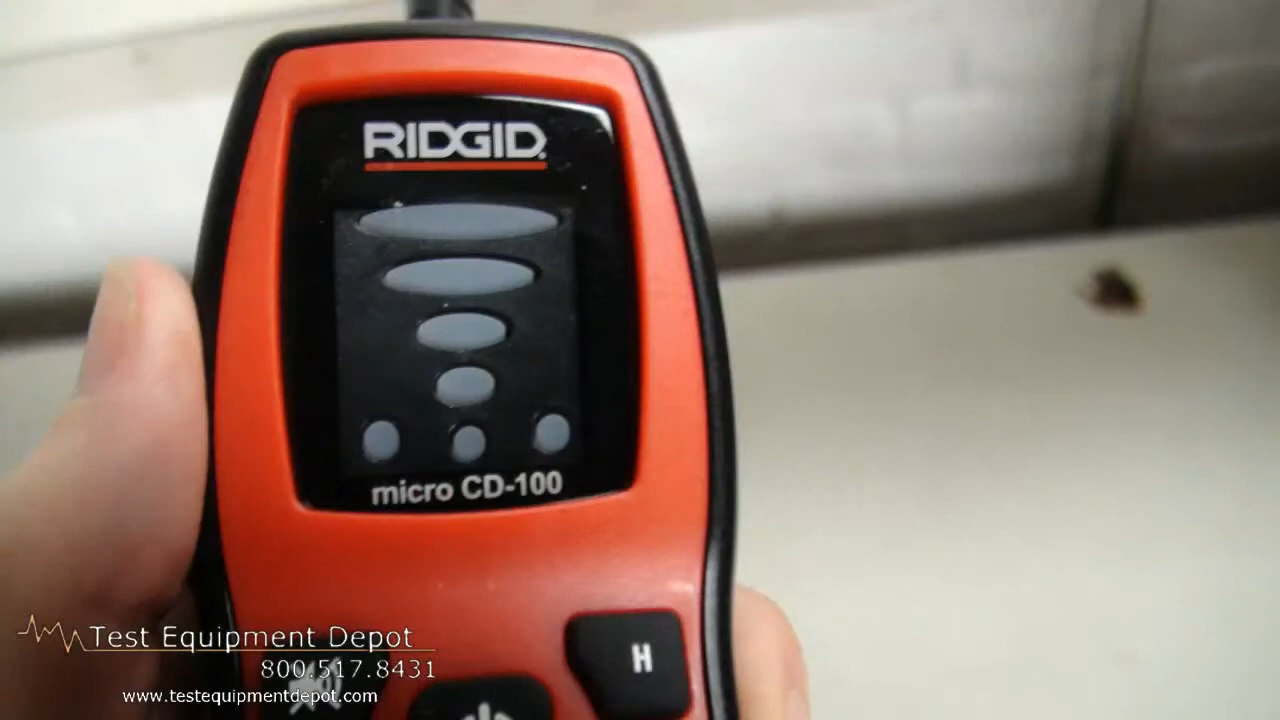 RIDGID
micro CD-100
H
Test Equipment Depot
800.517.8431
www.testequipmentdepot.com